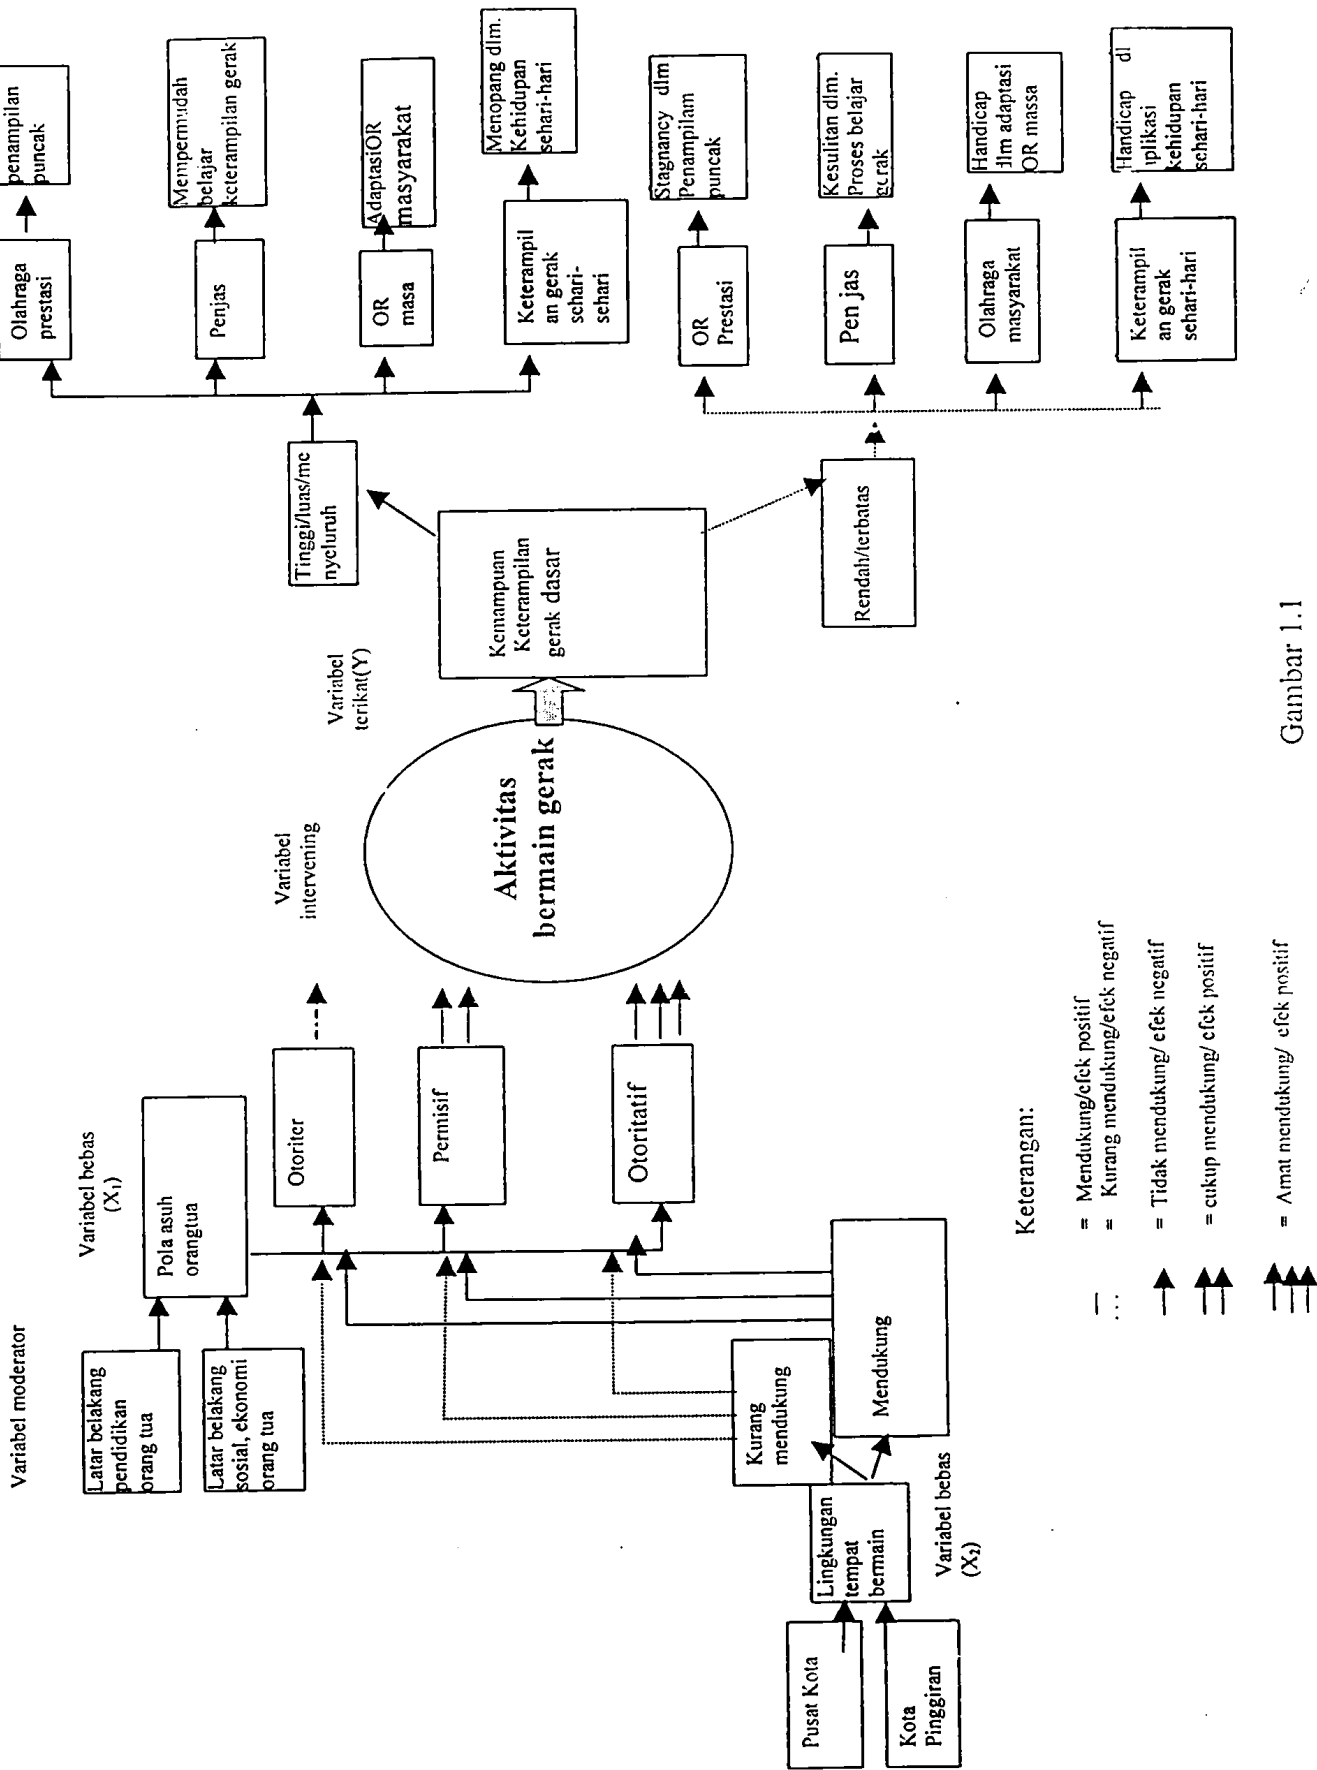 Variabel moderator
Latar belakang
pendidikan
orang tua
Latar belakang
sosial, ekonomi
orang tua
Variabel bebas
(X₁)
Pola asuh
orangtua
Otoriter
Permisif
Otoritatif
Pusat Kota
Kota
Pinggiran
Lingkungan
tempat
bermain
Variabel bebas
(X₂)
Kurang
mendukung
Mendukung
Variabel
intervening
Aktivitas
bermain gerak
Variabel
terikat(Y)
Kemampuan
Keterampilan
gerak dasar
Tinggi/luas/me
nyeluruh
Rendah/terbatas
Olahraga
prestasi
penampilan
puncak
Penjas
Mempermudah
belajar
keterampilan gerak
OR
masa
AdaptasiOR
masyarakat
Keterampil
an gerak
sehari-
sehari
Menopang dlm.
Kehidupan
sehari-hari
OR
Prestasi
Stagnancy dlm
Penampilam
puncak
Pen jas
Kesulitan dlm.
Proses belajar
gerak
Olahraga
masyarakat
Handicap
dlm adaptasi
OR massa
Keterampil
an gerak
sehari-hari
Handicap dl
aplikasi
kehidupan
sehari-hari
Keterangan:
— = Mendukung/efek positif
... = Kurang mendukung/efek negatif
= Tidak mendukung/ efek negatif
= cukup mendukung/ efek positif
= Amat mendukung/ efek positif
Gambar 1.1